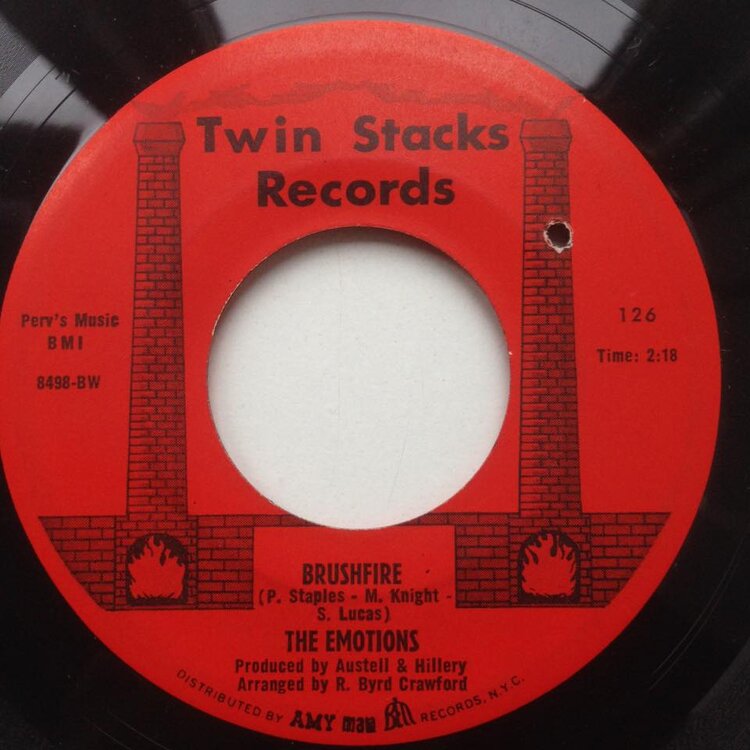 Twin Stacks
Records
Perv's Music
BMI
8498-BW
126
Time: 2:18
BRUSHFIRE
(P. Staples - M. Knight -
S. Lucas)
THE EMOTIONS
Produced by Austell & Hillery
Arranged by R. Byrd Crawford
DISTRIBUTED BY AMY mala Bell RECORDS, N.Y.C.